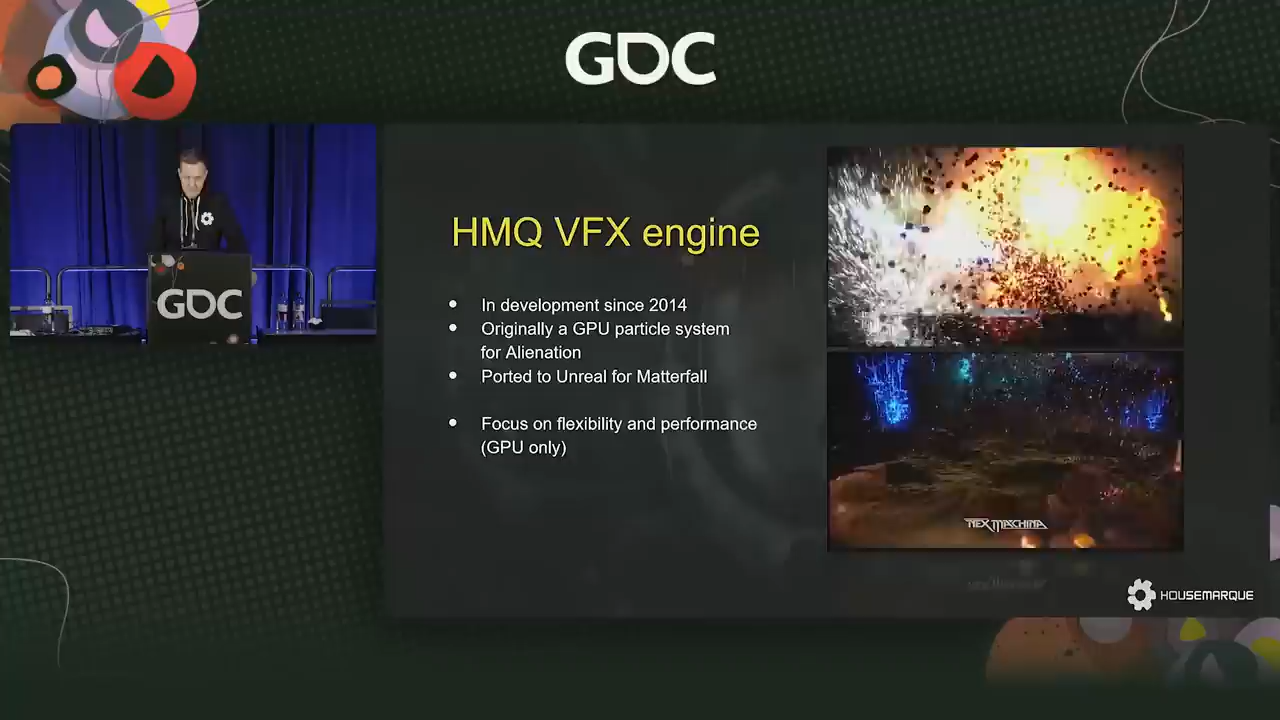 GDC
GDC
HMQ VFX engine
• In development since 2014
• Originally a GPU particle system
for Alienation
• Ported to Unreal for Matterfall
• Focus on flexibility and performance
(GPU only)
NEX MACHINA
HOUSEMARQUE